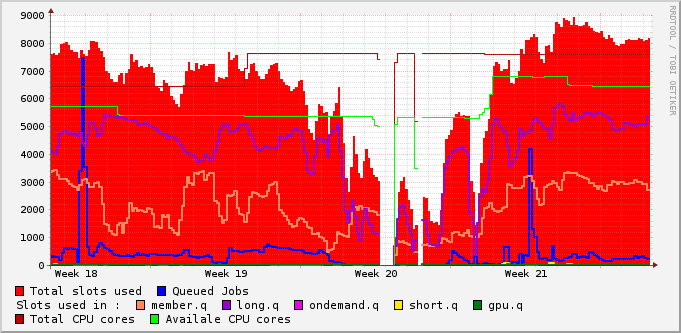 9000
8000
7000
6000
5000
4000
3000
2000
1000
0
Week 18 Week 19 Week 20 Week 21
RRDTOOL / TOBI OETIKER
Total slots used Queued Jobs
Slots used in : member.q long.q ondemand.q short.q gpu.q
Total CPU cores Availale CPU cores